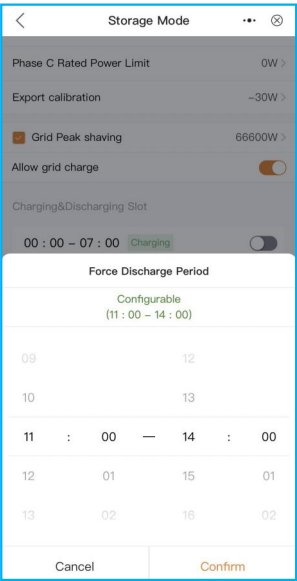 Storage Mode
Phase C Rated Power Limit 0W >
Export calibration -30W >
Grid Peak shaving 66600W >
Allow grid charge
Charging&Discharging Slot
00 : 00 – 07 : 00 Charging
Force Discharge Period
Configurable
(11 : 00 – 14 : 00)
09 12
10 13
11 : 00 — 14 : 00
12 01 15 01
13 02 16 02
Cancel Confirm